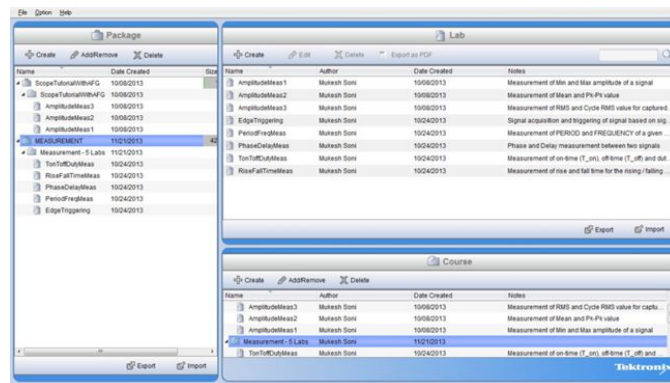 File Option Help
Package
Create Add/Remove Delete
Name Date Created Size
ScopeTutorialWithAFG 10/08/2013
ScopeTutorialWithAFG 10/08/2013
AmplitudeMeas3 10/08/2013
AmplitudeMeas2 10/08/2013
AmplitudeMeas1 10/08/2013
MEASUREMENT 11/21/2013 42
Measurement - 5 Labs 11/21/2013
TonToffDutyMeas 10/24/2013
RiseFallTimeMeas 10/24/2013
PhaseDelayMeas 10/24/2013
PeriodFreqMeas 10/24/2013
EdgeTriggering 10/24/2013
Export Import
Lab
Create Edit Delete Export as PDF
Name Author Date Created Notes
AmplitudeMeas1 Mukesh Soni 10/08/2013 Measurement of Min and Max amplitude of a signal
AmplitudeMeas2 Mukesh Soni 10/08/2013 Measurement of Mean and Pk-Pk value
AmplitudeMeas3 Mukesh Soni 10/08/2013 Measurement of RMS and Cycle RMS value for captured.
EdgeTriggering Mukesh Soni 10/24/2013 Signal acquisition and triggering of signal based on sig...
PeriodFreqMeas Mukesh Soni 10/24/2013 Measurement of PERIOD and FREQUENCY of a given ...
PhaseDelayMeas Mukesh Soni 10/24/2013 Phase and Delay measurement between two signals
TonToffDutyMeas Mukesh Soni 10/24/2013 Measurement of on-time (T_on), off-time (T_off) and dut...
RiseFallTimeMeas Mukesh Soni 10/24/2013 Measurement of rise and fall time for the rising / falling ...
Export Import
Course
Create Add/Remove Delete
Name Author Date Created Notes
AmplitudeMeas3 Mukesh Soni 10/08/2013 Measurement of RMS and Cycle RMS value for captu...
AmplitudeMeas2 Mukesh Soni 10/08/2013 Measurement of Mean and Pk-Pk value
AmplitudeMeas1 Mukesh Soni 10/08/2013 Measurement of Min and Max amplitude of a signal
Measurement - 5 Labs Mukesh Soni 11/21/2013
TonToffDutyMeas Mukesh Soni 10/24/2013 Measurement of on-time (T_on), off-time (T_off) and...
Tektronix